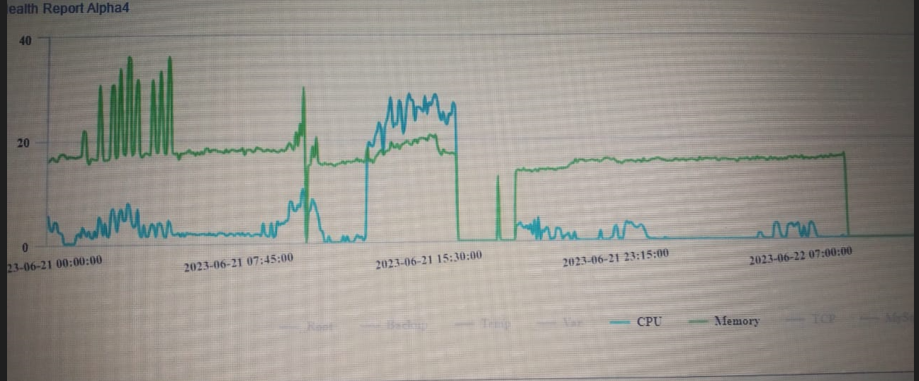 ealth Report Alpha4
40
20
0
23-06-21 00:00:00 2023-06-21 07:45:00 2023-06-21 15:30:00 2023-06-21 23:15:00 2023-06-22 07:00:00
Root Backup Temp Var CPU Memory TCP